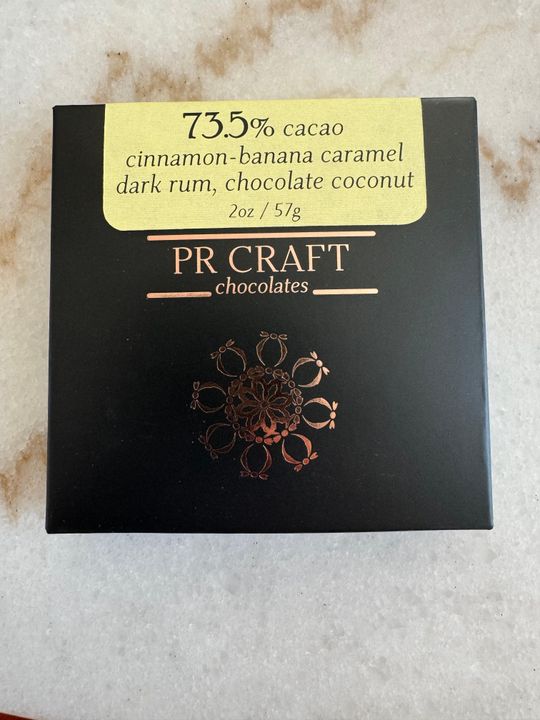 73.5% cacao
cinnamon-banana caramel
dark rum, chocolate coconut
2oz / 57g
PR CRAFT
chocolates